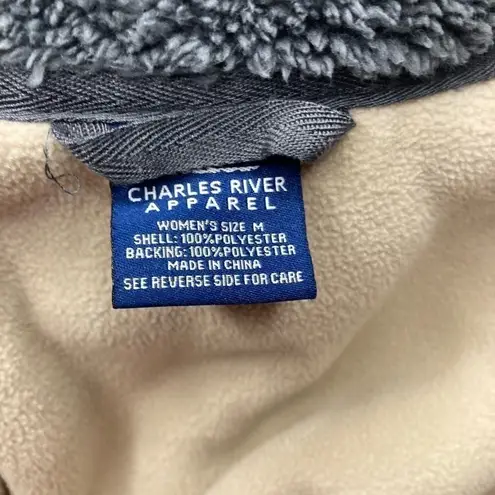 CHARLES RIVER
APPAREL
WOMEN'S SIZE M
SHELL: 100%POLYESTER
BACKING: 100%POLYESTER
MADE IN CHINA
SEE REVERSE SIDE FOR CARE